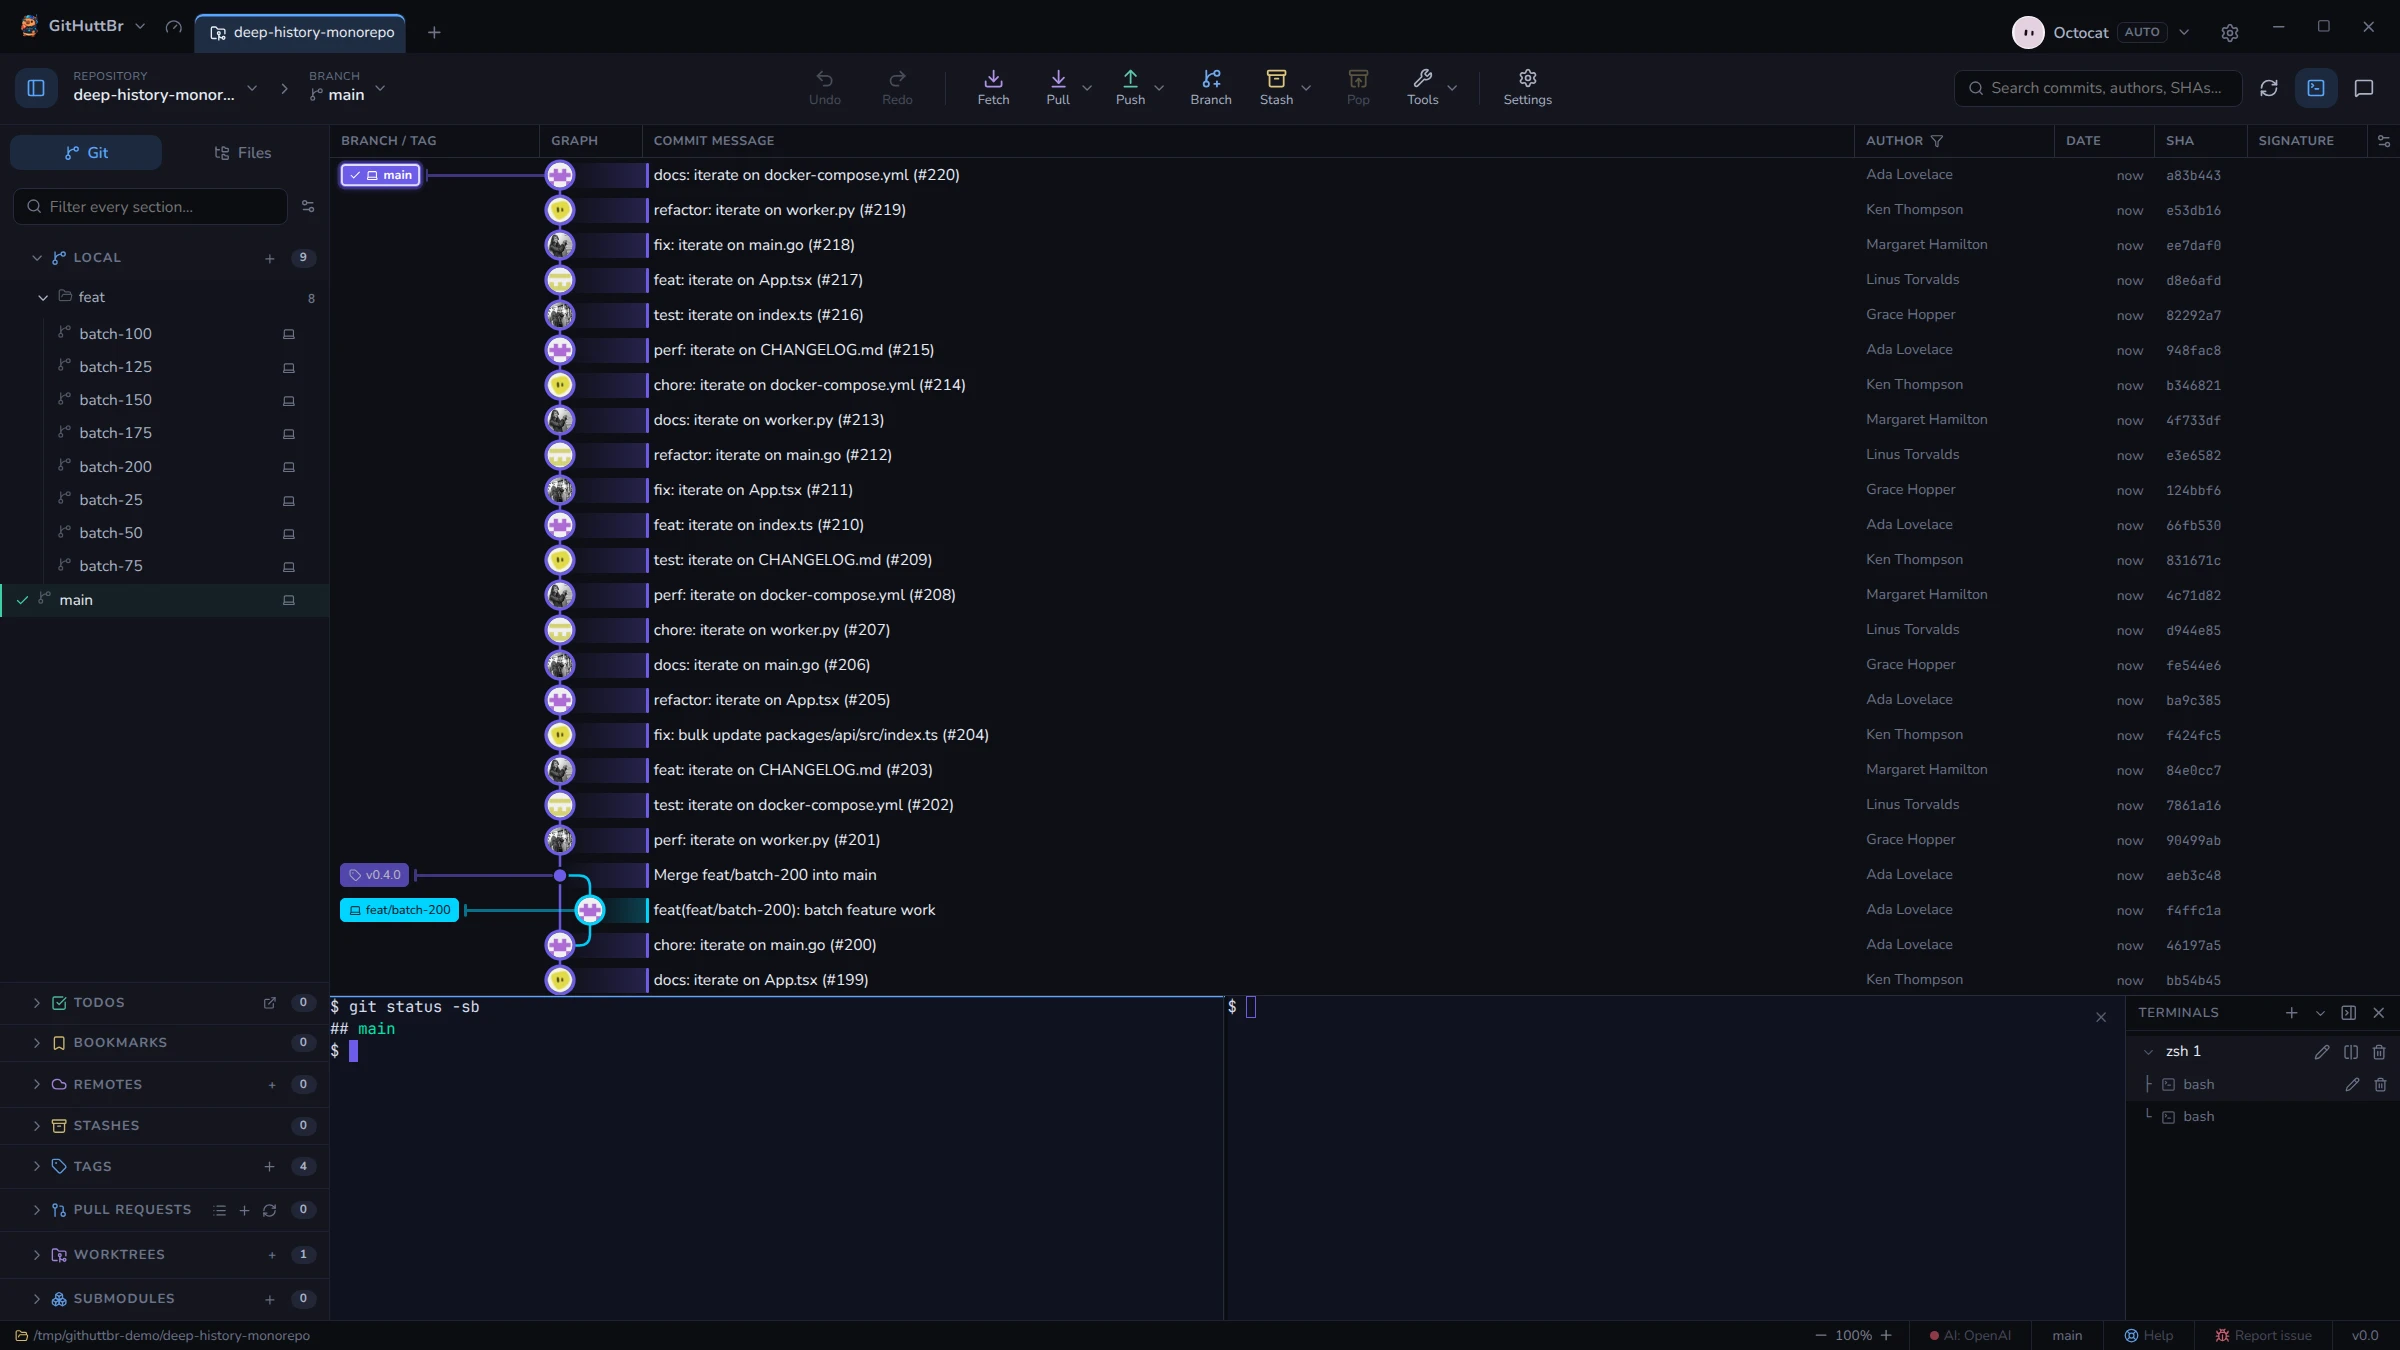 GitHuttBr
deep-history-monorepo
Octocat AUTO
REPOSITORY
deep-history-monor...
BRANCH
main
Undo Redo Fetch Pull Push Branch Stash Pop Tools Settings
Search commits, authors, SHAs...
Git Files
Filter every section...
LOCAL 9
feat 8
batch-100
batch-125
batch-150
batch-175
batch-200
batch-25
batch-50
batch-75
main
TODOS 0
BOOKMARKS 0
REMOTES 0
STASHES 0
TAGS 4
PULL REQUESTS 0
WORKTREES 1
SUBMODULES 0
BRANCH / TAG GRAPH COMMIT MESSAGE AUTHOR DATE SHA SIGNATURE
main docs: iterate on docker-compose.yml (#220) Ada Lovelace now a83b443
refactor: iterate on worker.py (#219) Ken Thompson now e53db16
fix: iterate on main.go (#218) Margaret Hamilton now ee7daf0
feat: iterate on App.tsx (#217) Linus Torvalds now d8e6afd
test: iterate on index.ts (#216) Grace Hopper now 82292a7
perf: iterate on CHANGELOG.md (#215) Ada Lovelace now 948fac8
chore: iterate on docker-compose.yml (#214) Ken Thompson now b346821
docs: iterate on worker.py (#213) Margaret Hamilton now 4f733df
refactor: iterate on main.go (#212) Linus Torvalds now e3e6582
fix: iterate on App.tsx (#211) Grace Hopper now 124bbf6
feat: iterate on index.ts (#210) Ada Lovelace now 66fb530
test: iterate on CHANGELOG.md (#209) Ken Thompson now 831671c
perf: iterate on docker-compose.yml (#208) Margaret Hamilton now 4c71d82
chore: iterate on worker.py (#207) Linus Torvalds now d944e85
docs: iterate on main.go (#206) Grace Hopper now fe544e6
refactor: iterate on App.tsx (#205) Ada Lovelace now ba9c385
fix: bulk update packages/api/src/index.ts (#204) Ken Thompson now f424fc5
feat: iterate on CHANGELOG.md (#203) Margaret Hamilton now 84e0cc7
test: iterate on docker-compose.yml (#202) Linus Torvalds now 7861a16
perf: iterate on worker.py (#201) Grace Hopper now 90499ab
v0.4.0 Merge feat/batch-200 into main Ada Lovelace now aeb3c48
feat/batch-200 feat(feat/batch-200): batch feature work Ada Lovelace now f4ffc1a
chore: iterate on main.go (#200) Ada Lovelace now 46197a5
docs: iterate on App.tsx (#199) Ken Thompson now bb54b45
$ git status -sb
## main
$
$
TERMINALS
zsh 1
bash
bash
/tmp/githuttbr-demo/deep-history-monorepo
100% AI: OpenAI main Help Report issue v0.0